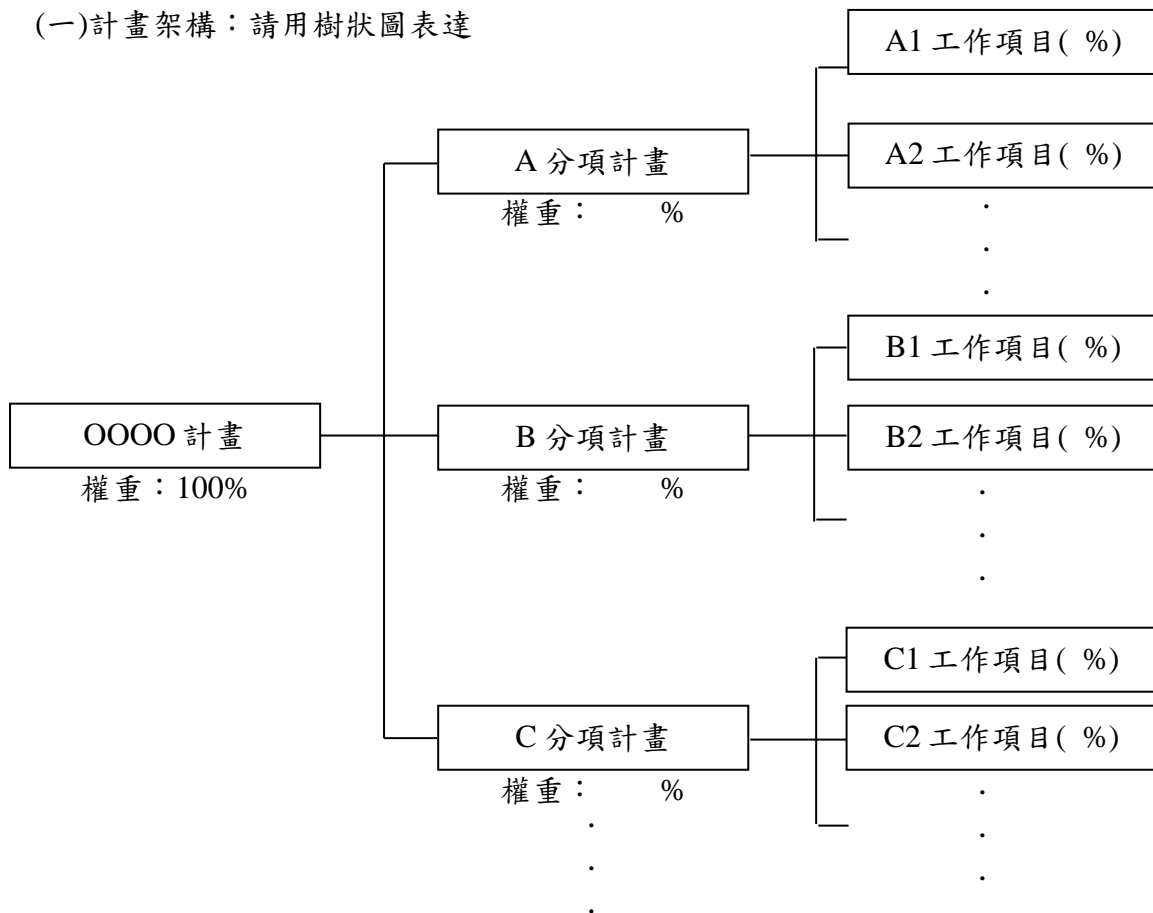 (一)計畫架構：請用樹狀圖表達
A1 工作項目( %)
A 分項計畫
權重： %
A2 工作項目( %)
.
.
.
B1 工作項目( %)
OOOO 計畫
權重：100%
B 分項計畫
權重： %
B2 工作項目( %)
.
.
.
C1 工作項目( %)
C 分項計畫
權重： %
C2 工作項目( %)
.
.
.
.
.
.